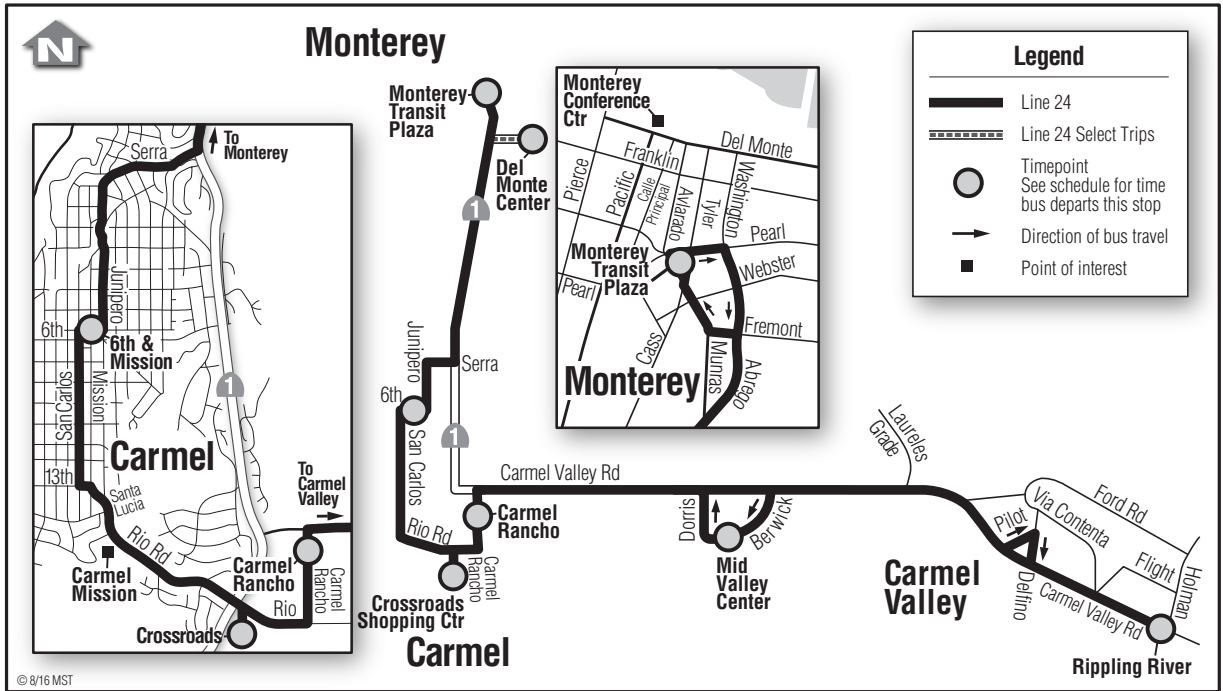 N
Monterey
Monterey
Transit
Plaza
Del
Monte
Center
1
Junipero
Serra
6th
1
San Carlos
Rio Rd
Carmel
Rancho
Carmel
Rancho
Crossroads
Shopping Ctr
Carmel
Carmel Valley Rd
Dorris
Berwick
Mid
Valley
Center
Laureles
Grade
Carmel
Valley
Pilot
Via Contenta
Ford Rd
Delfino
Flight
Holman
Carmel Valley Rd
Rippling River
To
Monterey
Serra
Junipero
6th
6th &
Mission
San Carlos
Mission
1
Carmel
13th
Santa
Lucia
Rio Rd
Carmel
Mission
To
Carmel
Valley
Carmel
Rancho
Carmel
Rancho
Rio
Crossroads
Monterey
Conference
Ctr
Del Monte
Pierce
Franklin
Pacific
Calle
Principal
Avlarado
Tyler
Washington
Pearl
Monterey
Transit
Plaza
Webster
Pearl
Cass
Fremont
Munras
Abrego
Monterey
Legend
Line 24
Line 24 Select Trips
Timepoint
See schedule for time
bus departs this stop
Direction of bus travel
Point of interest
© 8/16 MST